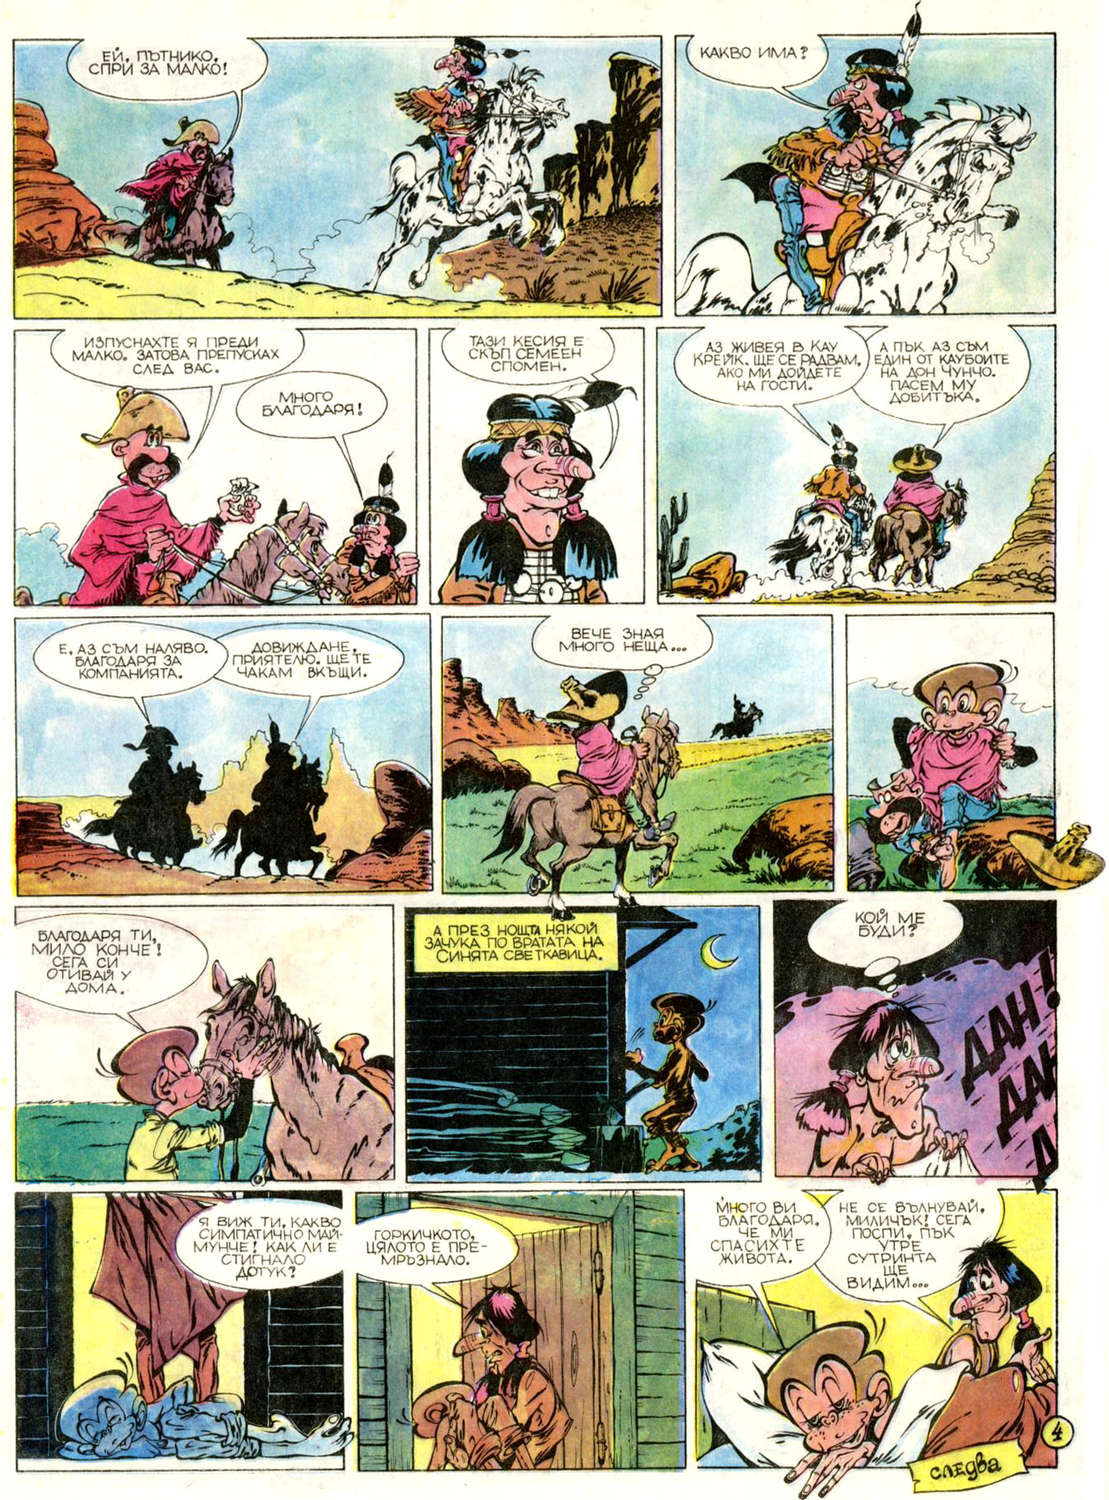 ЕЙ, ПЪТНИКО,
СПРИ ЗА МАЛКО!
КАКВО ИМА?
ИЗПУСНАХТЕ Я ПРЕДИ
МАЛКО. ЗАТОВА ПРЕПУСКАХ
СЛЕД ВАС.
МНОГО
БЛАГОДАРЯ!
ТАЗИ КЕСИЯ Е
СКЪП СЕМЕЕН
СПОМЕН.
АЗ ЖИВЕЯ В КАУ
КРЕЙК. ЩЕ СЕ РАДВАМ,
АКО МИ ДОЙДЕТЕ
НА ГОСТИ.
А ПЪК АЗ СЪМ
ЕДИН ОТ КАУБОИТЕ
НА ДОН ЧУНЧО.
ПАСЕМ МУ
ДОБИТЪКА.
Е, АЗ СЪМ НАЛЯВО.
БЛАГОДАРЯ ЗА
КОМПАНИЯТА.
ДОВИЖДАНЕ,
ПРИЯТЕЛЮ. ЩЕ ТЕ
ЧАКАМ ВКЪЩИ.
ВЕЧЕ ЗНАЯ
МНОГО НЕЩА...
БЛАГОДАРЯ ТИ,
МИЛО КОНЧЕ!
СЕГА СИ
ОТИВАЙ У
ДОМА.
А ПРЕЗ НОЩТА НЯКОЙ
ЗАЧУКА ПО ВРАТАТА НА
СИНЯТА СВЕТКАВИЦА.
КОЙ МЕ
БУДИ?
ДАН!
ДАН
Д
Я ВИЖ ТИ, КАКВО
СИМПАТИЧНО МАЙ-
МУНЧЕ! КАК ЛИ Е
СТИГНАЛО
ДОТУК?
ГОРКИЧКОТО,
ЦЯЛОТО Е ПРЕ-
МРЪЗНАЛО.
МНОГО ВИ
БЛАГОДАРЯ,
ЧЕ МИ
СПАСИХТЕ
ЖИВОТА.
НЕ СЕ ВЪЛНУВАЙ,
МИЛИЧЪК! СЕГА
ПОСПИ, ПЪК
УТРЕ
СУТРИНТА
ЩЕ
ВИДИМ...
4
СЛЕДВА